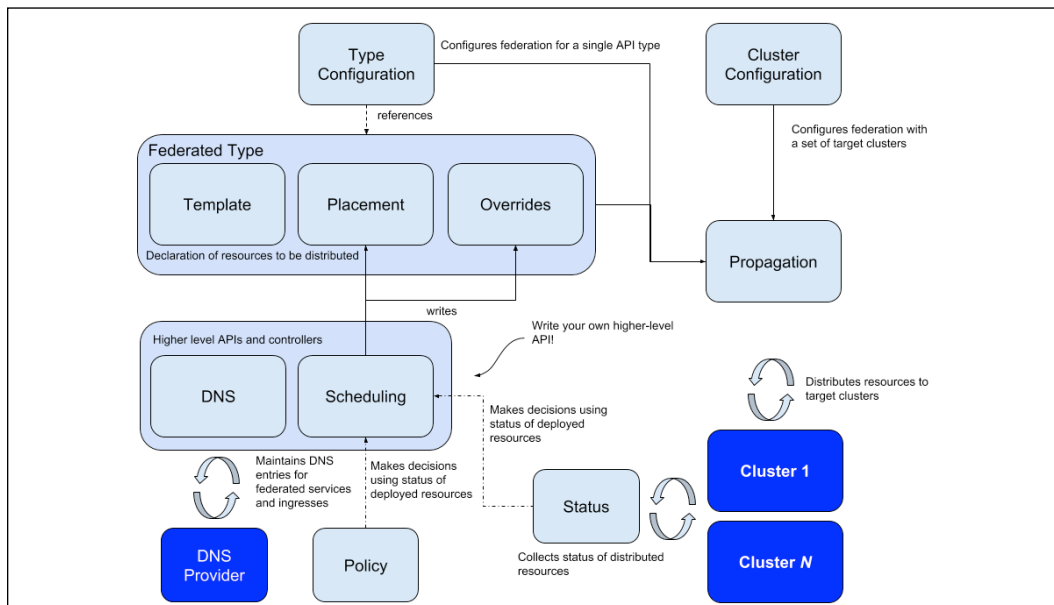 Type
Configuration
Configures federation for a single API type
Cluster
Configuration
references
Configures federation with
a set of target clusters
Federated Type
Template
Placement
Overrides
Declaration of resources to be distributed
Propagation
writes
Write your own higher-level
API!
Higher level APIs and controllers
DNS
Scheduling
Distributes resources to
target clusters
Makes decisions using
status of deployed
resources
Maintains DNS
entries for
federated services
and ingresses
Makes decisions
using status of
deployed resources
Cluster 1
Status
Collects status of distributed
resources
DNS
Provider
Policy
Cluster N